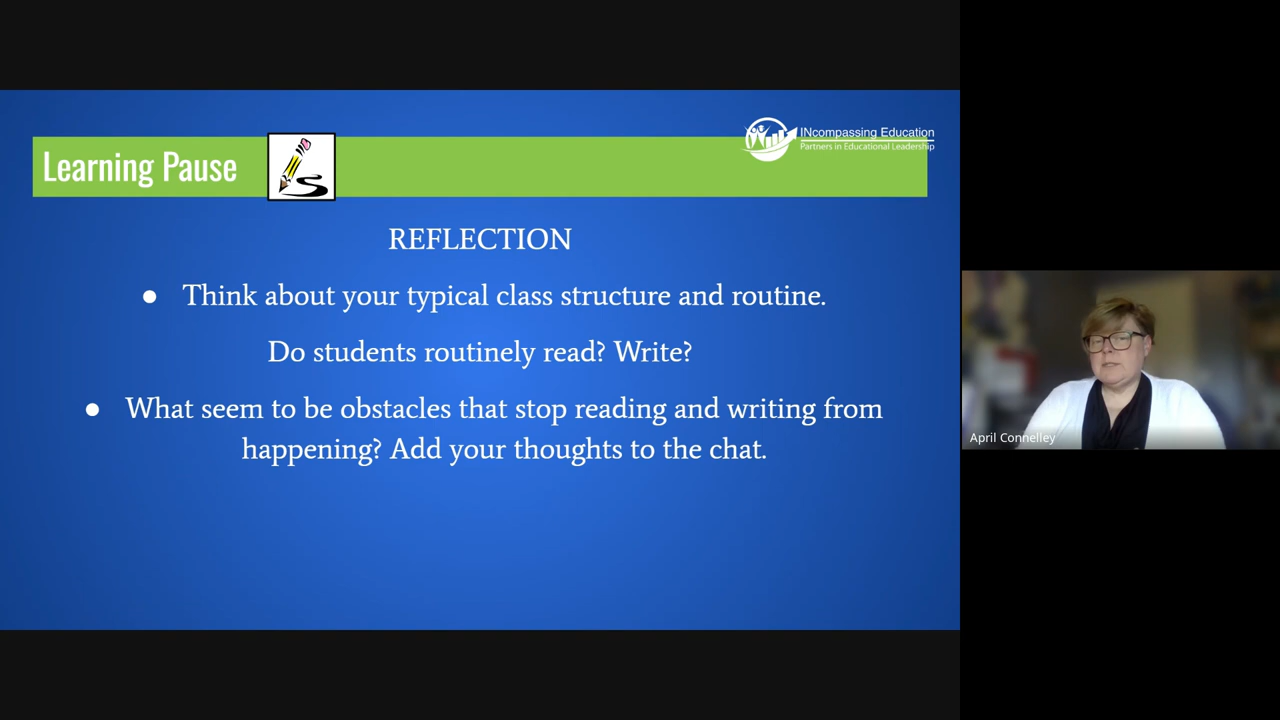 Learning Pause
INcompassing Education
Partners in Educational Leadership
REFLECTION
● Think about your typical class structure and routine.
Do students routinely read? Write?
● What seem to be obstacles that stop reading and writing from
happening? Add your thoughts to the chat.
April Connelley